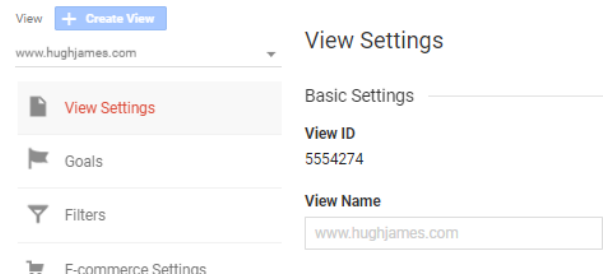 View + Create View
www.hughjames.com
View Settings
Goals
Filters
E-commerce Settings
View Settings
Basic Settings
View ID
5554274
View Name
www.hughjames.com